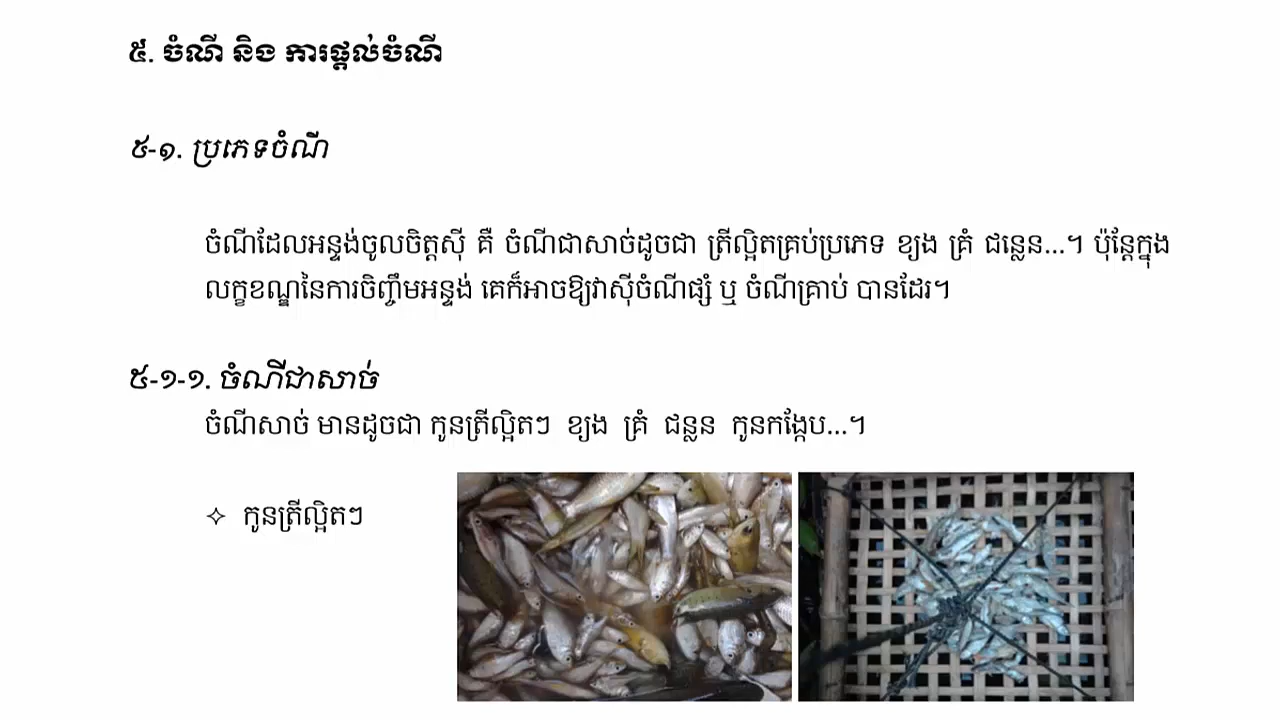 ៥. ចំណី និង ការផ្តល់ចំណី
៥-១. ប្រភេទចំណី
ចំណីដែលអន្ទង់ចូលចិត្តស៊ី គឺ ចំណីជាសាច់ដូចជា ត្រីល្អិតគ្រប់ប្រភេទ ខ្យង គ្រំ ជន្លេន...។ ប៉ុន្តែក្នុង
លក្ខខណ្ឌនៃការចិញ្ចឹមអន្ទង់ គេក៏អាចឱ្យវាស៊ីចំណីផ្សំ ឬ ចំណីគ្រាប់ បានដែរ។
៥-១-១. ចំណីជាសាច់
ចំណីសាច់ មានដូចជា កូនត្រីល្អិតៗ ខ្យង គ្រំ ជន្លន កូនកង្កែប...។
✧ កូនត្រីល្អិតៗ